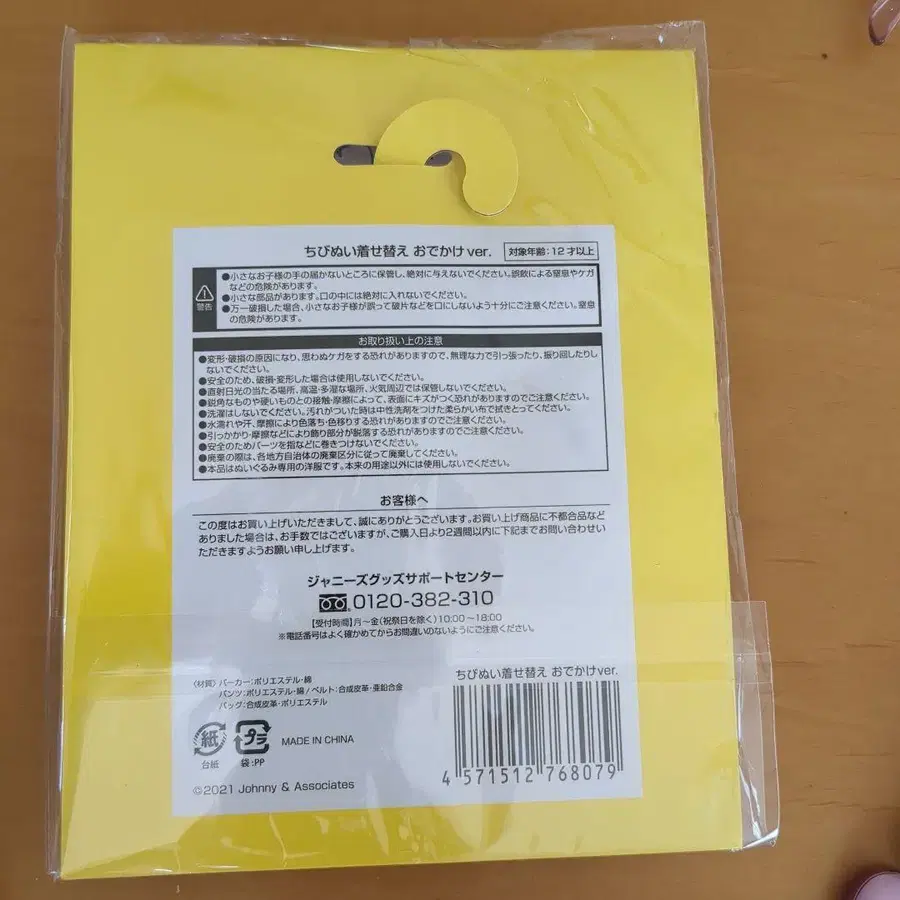 ちびぬい着せ替え おでかけver.
対象年齢:12才以上
警告
●小さなお子様の手の届かないところに保管し、絶対に与えないでください。誤飲による窒息やケガ
などの危険があります。
●小さな部品があります。口の中には絶対に入れないでください。
●万一破損した場合、小さなお子様が誤って破片などを口にしないよう十分にご注意ください。窒息
の危険があります。
お取り扱い上の注意
●変形・破損の原因になり、思わぬケガをする恐れがありますので、無理な力で引っ張ったり、振り回したりし
ないでください。
●安全のため、破損・変形した場合は使用しないでください。
●直射日光の当たる場所、高温・多湿な場所、火気周辺では保管しないでください。
●鋭角なものや硬いものとの接触・摩擦によって、表面にキズがつく恐れがありますのでご注意ください。
●洗濯はしないでください。汚れがついた時は中性洗剤をつけた柔らかい布で拭きとってください。
●水濡れや汗、摩擦により色落ち・色移りする恐れがありますのでご注意ください。
●引っかかり・摩擦などにより飾り部分が脱落する恐れがありますのでご注意ください。
●安全のためパーツを指などに巻きつけないでください。
●廃棄の際は、各地方自治体の廃棄区分に従って廃棄してください。
●本品はぬいぐるみ専用の洋服です。本来の用途以外には使用しないでください。
お客様へ
この度はお買い上げいただきまして、誠にありがとうございます。お買い上げ商品に不都合品など
ありました場合は、お手数ではございますが、ご購入日より2週間以内に下記までお問い合わせい
ただきますようお願い申し上げます。
ジャニーズグッズサポートセンター
0120-382-310
【受付時間】月〜金(祝祭日を除く)10:00〜18:00
※電話番号はよく確かめてからお間違いのないようにご注意ください。
〈材質〉パーカー:ポリエステル・綿
パンツ:ポリエステル・綿/ベルト:合成皮革・亜鉛合金
バッグ:合成皮革・ポリエステル
紙
台紙
プラ
袋:PP
MADE IN CHINA
©2021 Johnny & Associates
ちびぬい着せ替え おでかけver.
4 571512 768079